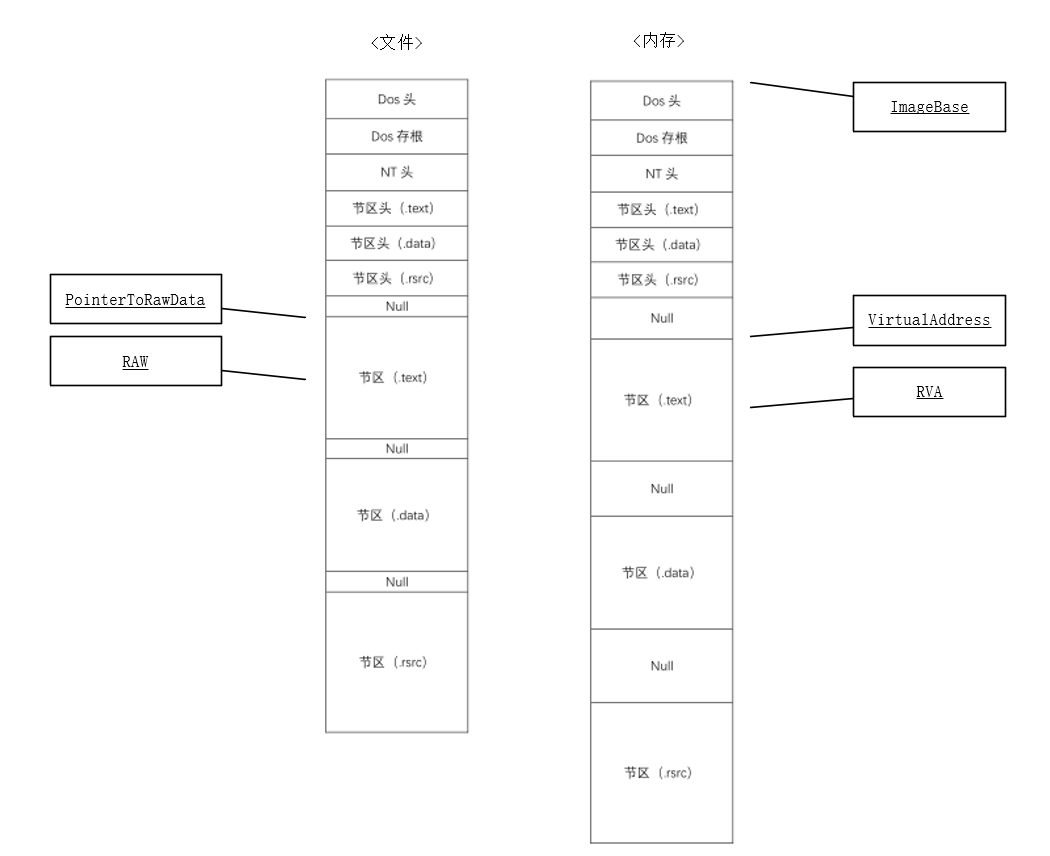 <文件>
<内存>
Dos 头
Dos 存根
NT 头
节区头（.text）
节区头（.data）
节区头（.rsrc）
Null
节区（.text）
Null
节区（.data）
Null
节区（.rsrc）
PointerToRawData
RAW
Dos 头
Dos 存根
NT 头
节区头（.text）
节区头（.data）
节区头（.rsrc）
Null
节区（.text）
Null
节区（.data）
Null
节区（.rsrc）
ImageBase
VirtualAddress
RVA